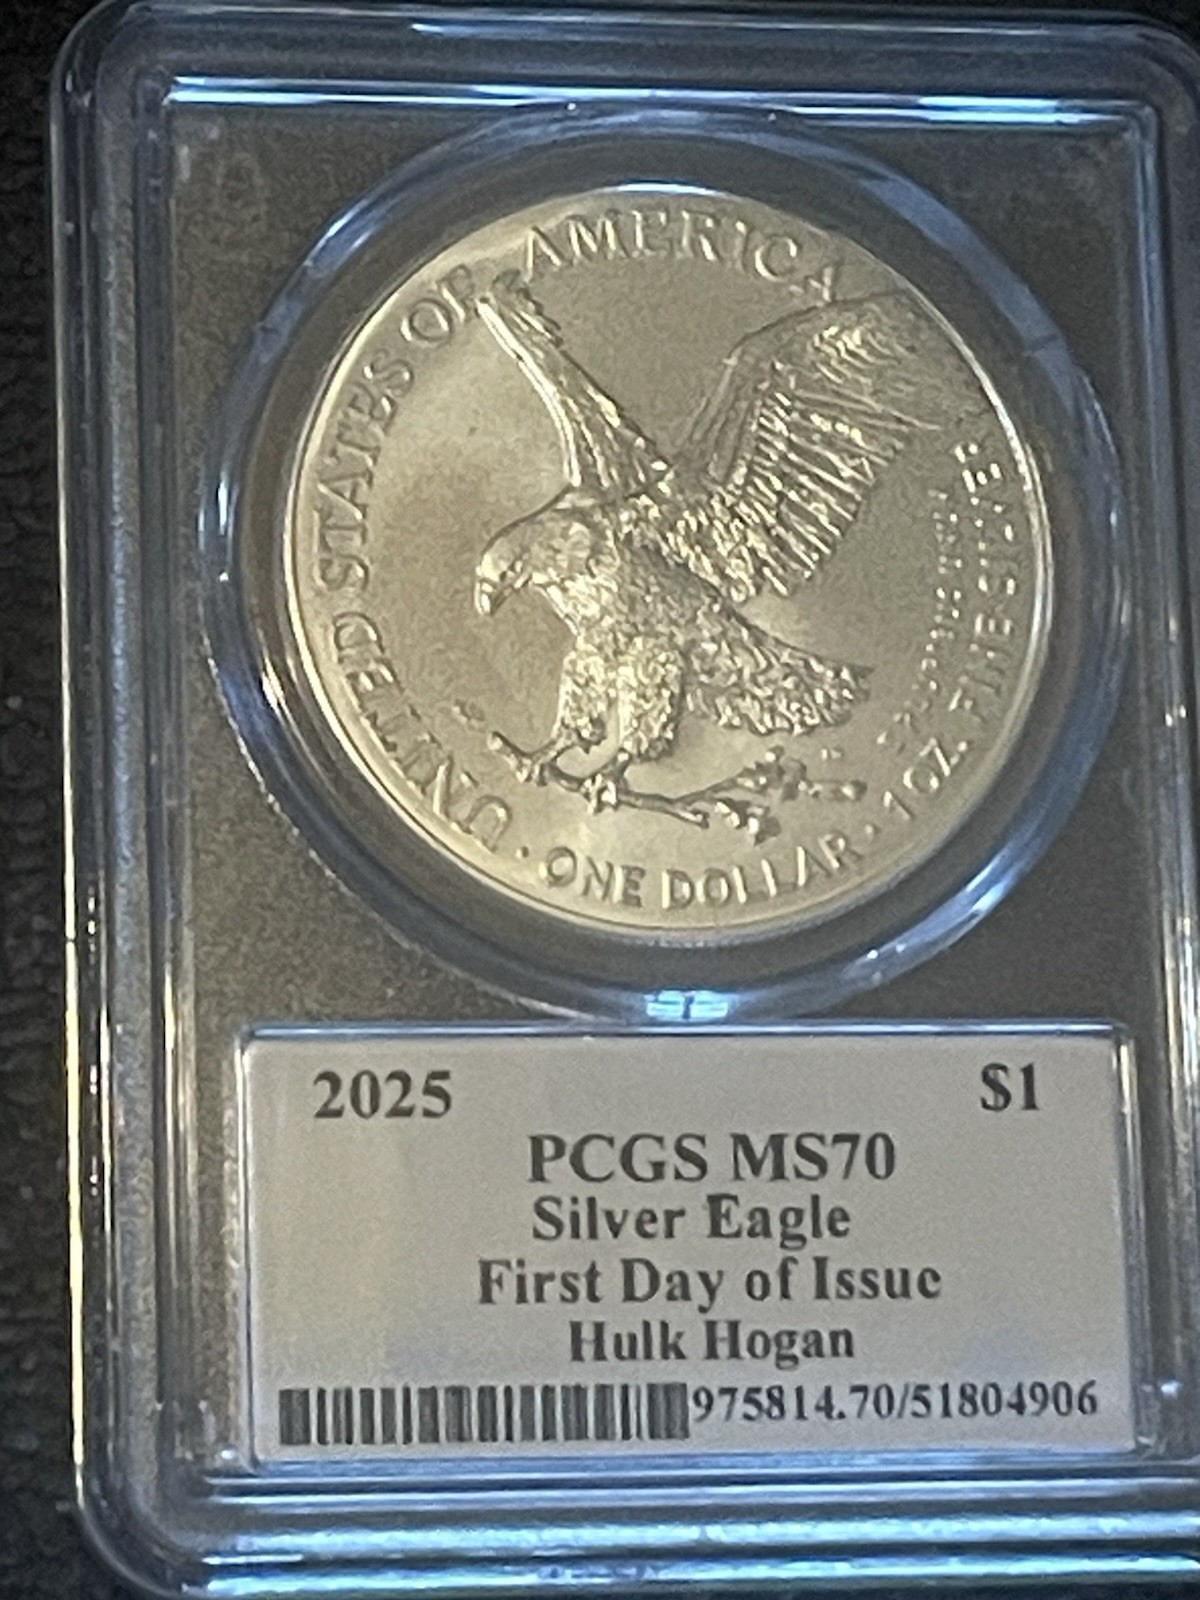 UNITED STATES OF AMERICA
1 OZ. FINE SILVER
· ONE DOLLAR ·
2025 $1
PCGS MS70
Silver Eagle
First Day of Issue
Hulk Hogan
975814.70/51804906